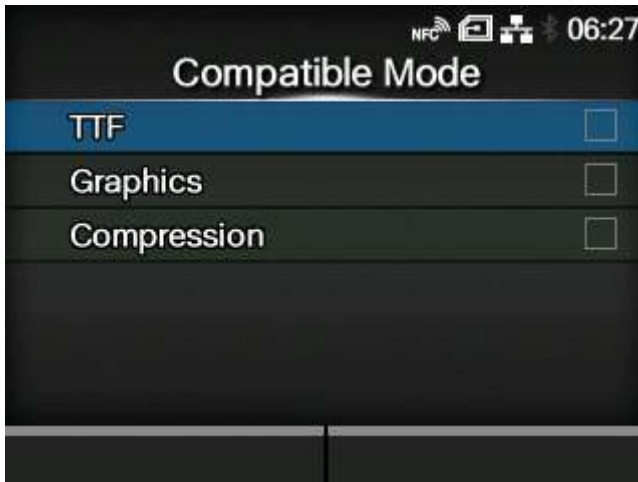 NFC 06:27
Compatible Mode
TTF
Graphics
Compression